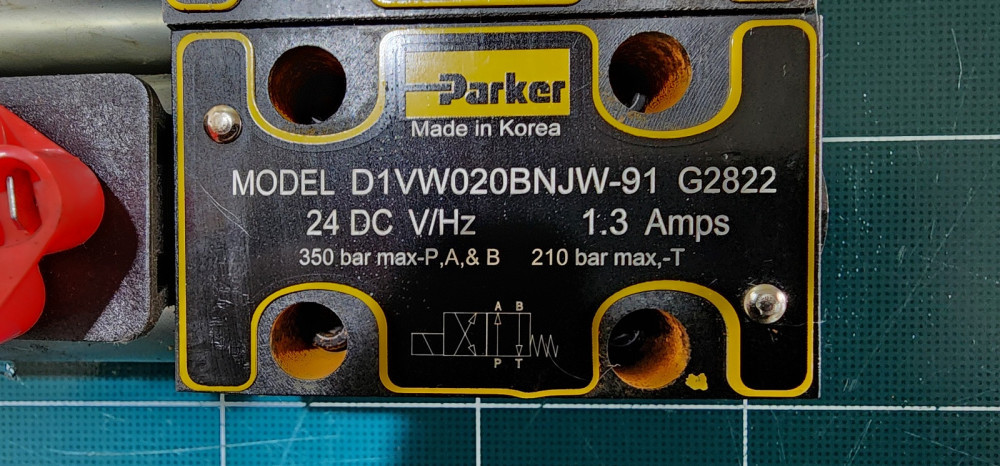 Parker
Made in Korea
MODEL D1VW020BNJW-91 G2822
24 DC V/Hz 1.3 Amps
350 bar max-P,A,& B 210 bar max,-T
A B
P T